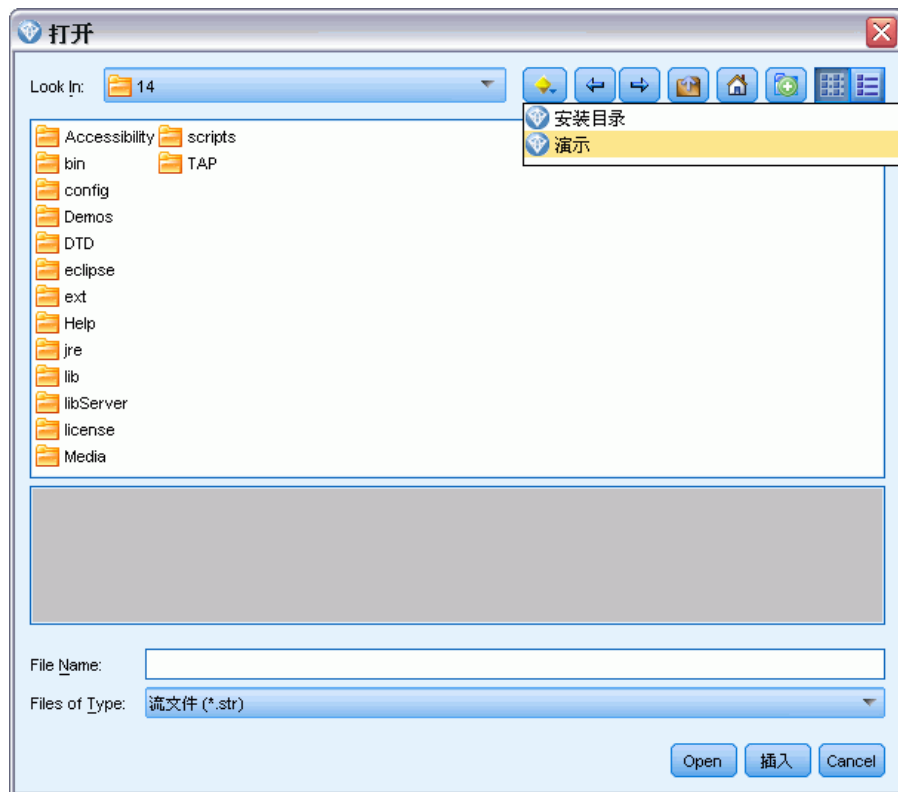 打开
Look In: 14
安装目录
演示
Accessibility scripts
bin TAP
config
Demos
DTD
eclipse
ext
Help
jre
lib
libServer
license
Media
File Name:
Files of Type: 流文件 (*.str)
Open 插入 Cancel